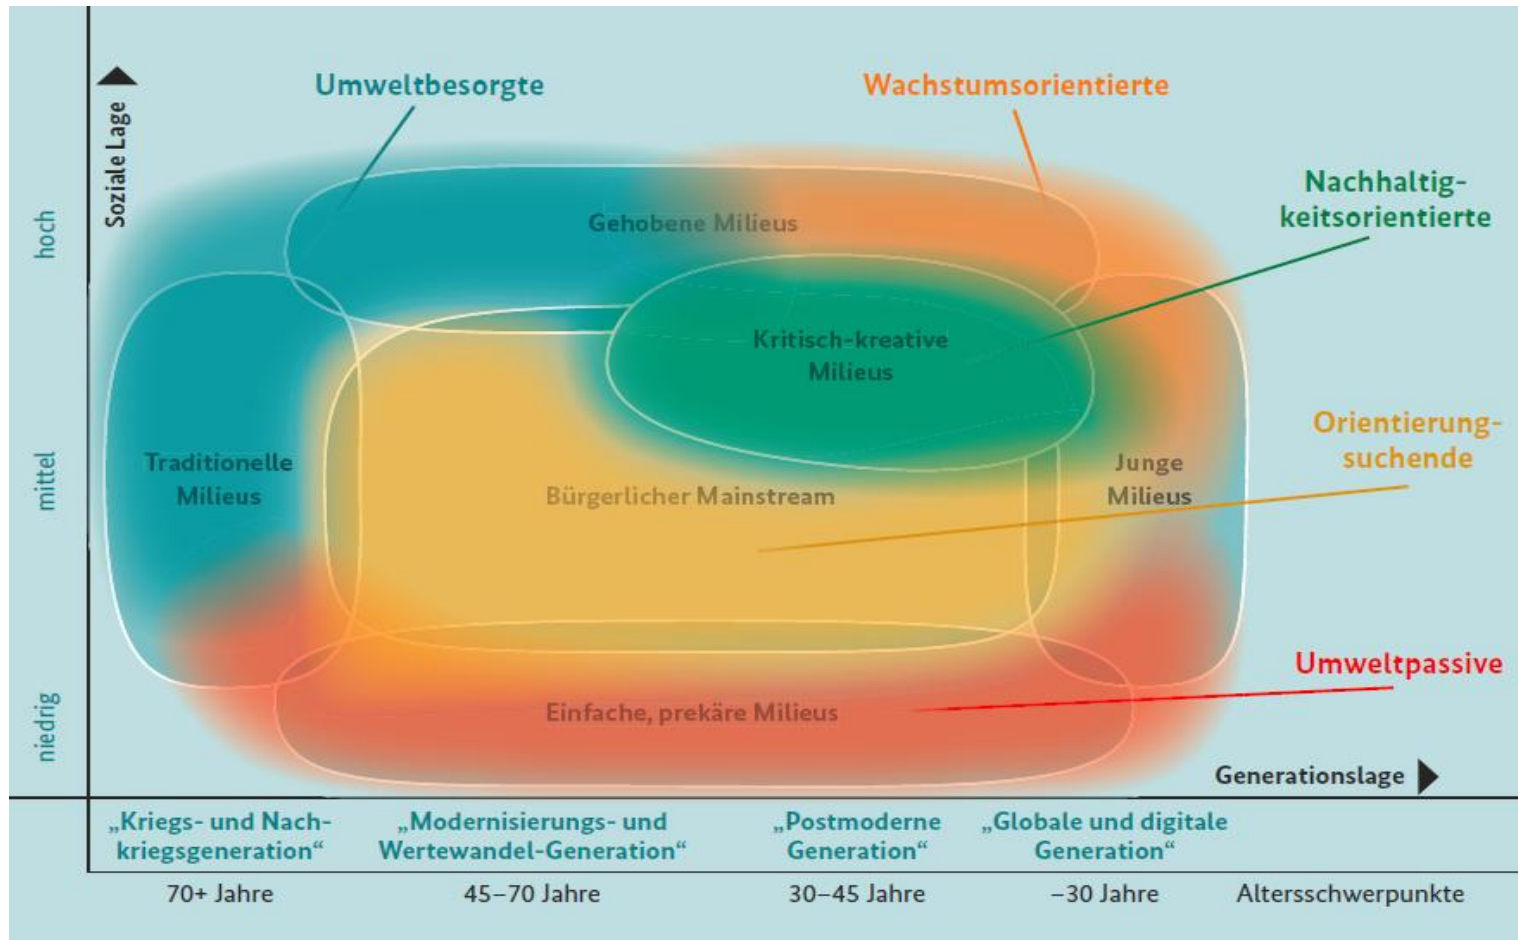 Umweltbesorgte
Wachstumsorientierte
Nachhaltig-
keitsorientierte
Orientierung-
suchende
Umweltpassive
Soziale Lage
hoch
mittel
niedrig
Gehobene Milieus
Kritisch-kreative
Milieus
Traditionelle
Milieus
Bürgerlicher Mainstream
Junge
Milieus
Einfache, prekäre Milieus
Generationslage
„Kriegs- und Nach-
kriegsgeneration“
„Modernisierungs- und
Wertewandel-Generation“
„Postmoderne
Generation“
„Globale und digitale
Generation“
70+ Jahre
45–70 Jahre
30–45 Jahre
–30 Jahre
Altersschwerpunkte